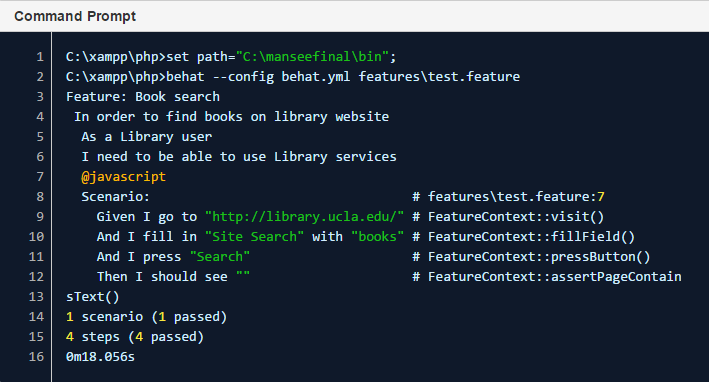 Command Prompt
1 C:\xampp\php>set path="C:\manseefinal\bin";
2 C:\xampp\php>behat --config behat.yml features\test.feature
3 Feature: Book search
4 In order to find books on library website
5 As a Library user
6 I need to be able to use Library services
7 @javascript
8 Scenario: # features\test.feature:7
9 Given I go to "http://library.ucla.edu/" # FeatureContext::visit()
10 And I fill in "Site Search" with "books" # FeatureContext::fillField()
11 And I press "Search" # FeatureContext::pressButton()
12 Then I should see "" # FeatureContext::assertPageContain
13 sText()
14 1 scenario (1 passed)
15 4 steps (4 passed)
16 0m18.056s